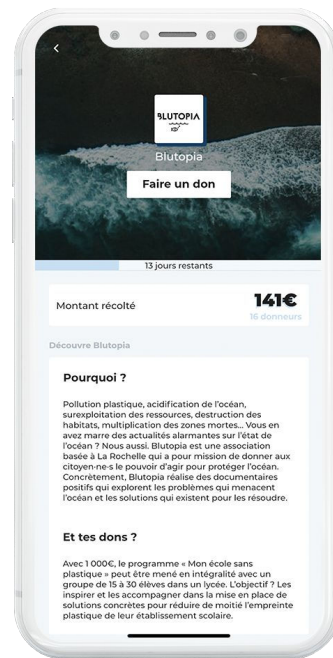 BLUTOPIA
Blutopia
Faire un don
13 jours restants
Montant récolté
141€
16 donneurs
Découvre Blutopia
Pourquoi ?
Pollution plastique, acidification de l'océan,
surexploitation des ressources, destruction des
habitats, multiplication des zones mortes... Vous en
avez marre des actualités alarmantes sur l'état de
l'océan ? Nous aussi. Blutopia est une association
basée à La Rochelle qui a pour mission de donner aux
citoyen·ne·s le pouvoir d'agir pour protéger l'océan.
Concrètement, Blutopia réalise des documentaires
positifs qui explorent les problèmes qui menacent
l'océan et les solutions qui existent pour les résoudre.
Et tes dons ?
Avec 1 000€, le programme « Mon école sans
plastique » peut être mené en intégralité avec un
groupe de 15 à 30 élèves dans un lycée. L'objectif ? Les
inspirer et les accompagner dans la mise en place de
solutions concrètes pour réduire de moitié l'empreinte
plastique de leur établissement scolaire.